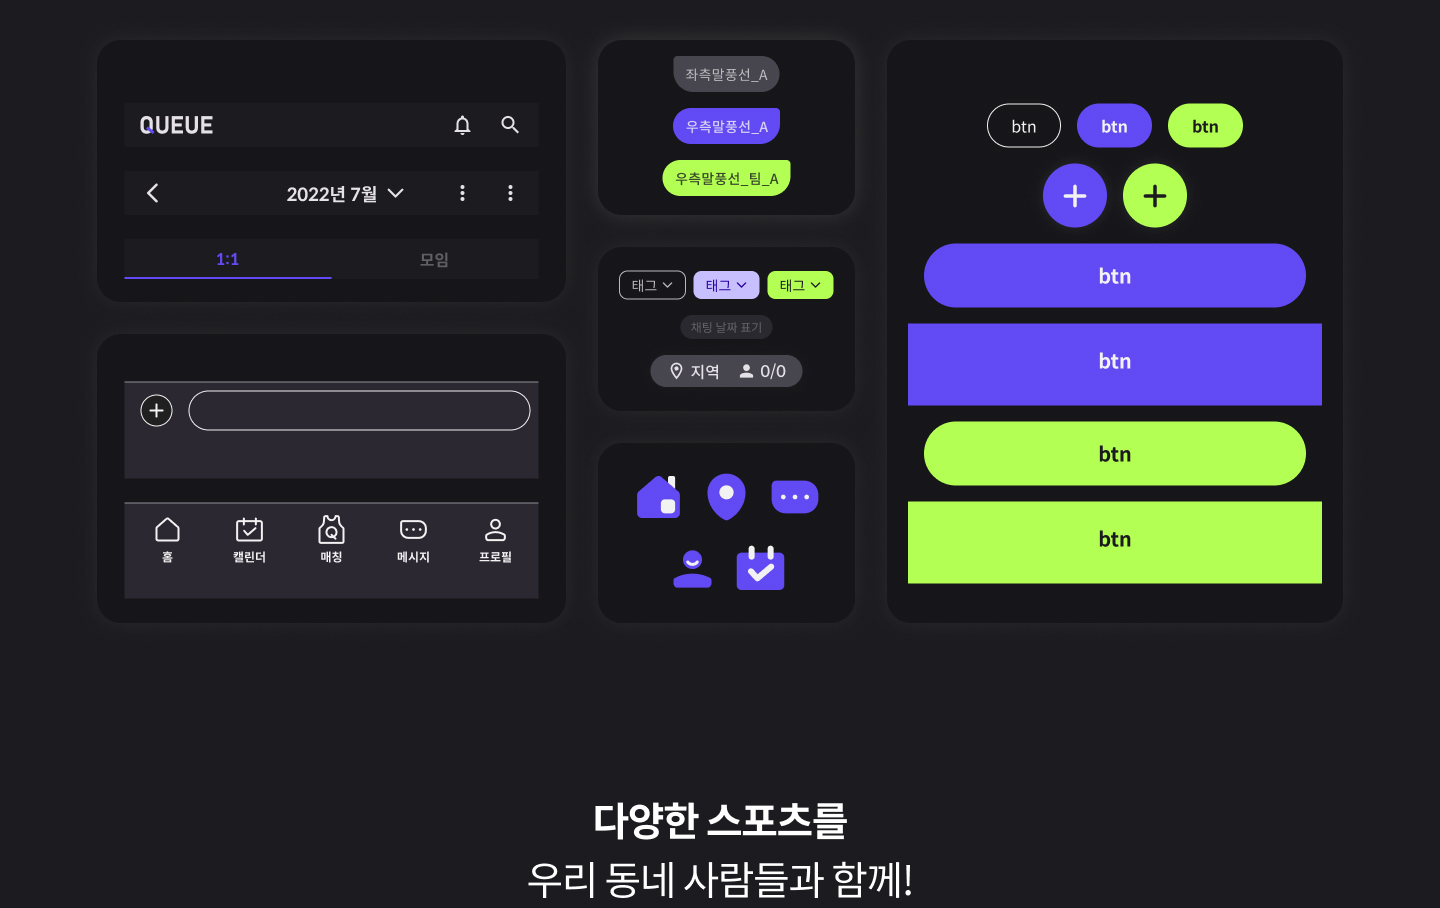 QUEUE
2022년 7월
1:1 모임
홈 캘린더 매칭 메시지 프로필
좌측말풍선_A
우측말풍선_A
우측말풍선_팀_A
태그 태그 태그
채팅 날짜 표기
지역 0/0
btn btn btn
btn
btn
btn
btn
다양한 스포츠를
우리 동네 사람들과 함께!